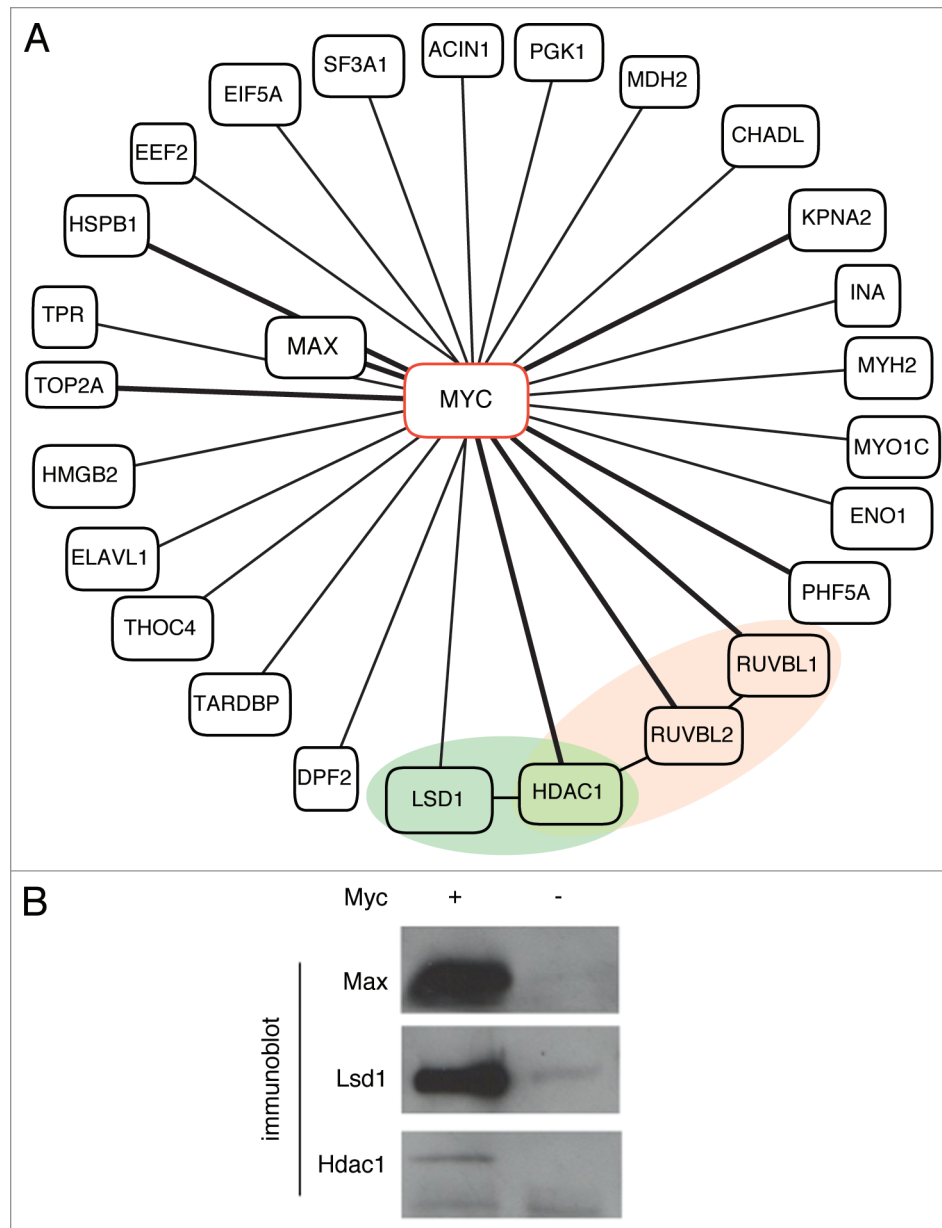 A
ACIN1
PGK1
SF3A1
MDH2
EIF5A
CHADL
EEF2
KPNA2
HSPB1
INA
TPR
MAX
MYH2
TOP2A
MYC
MYO1C
HMGB2
ENO1
ELAVL1
PHF5A
THOC4
RUVBL1
TARDBP
RUVBL2
DPF2
LSD1
HDAC1
B
Myc + -
Max
Lsd1
Hdac1
immunoblot